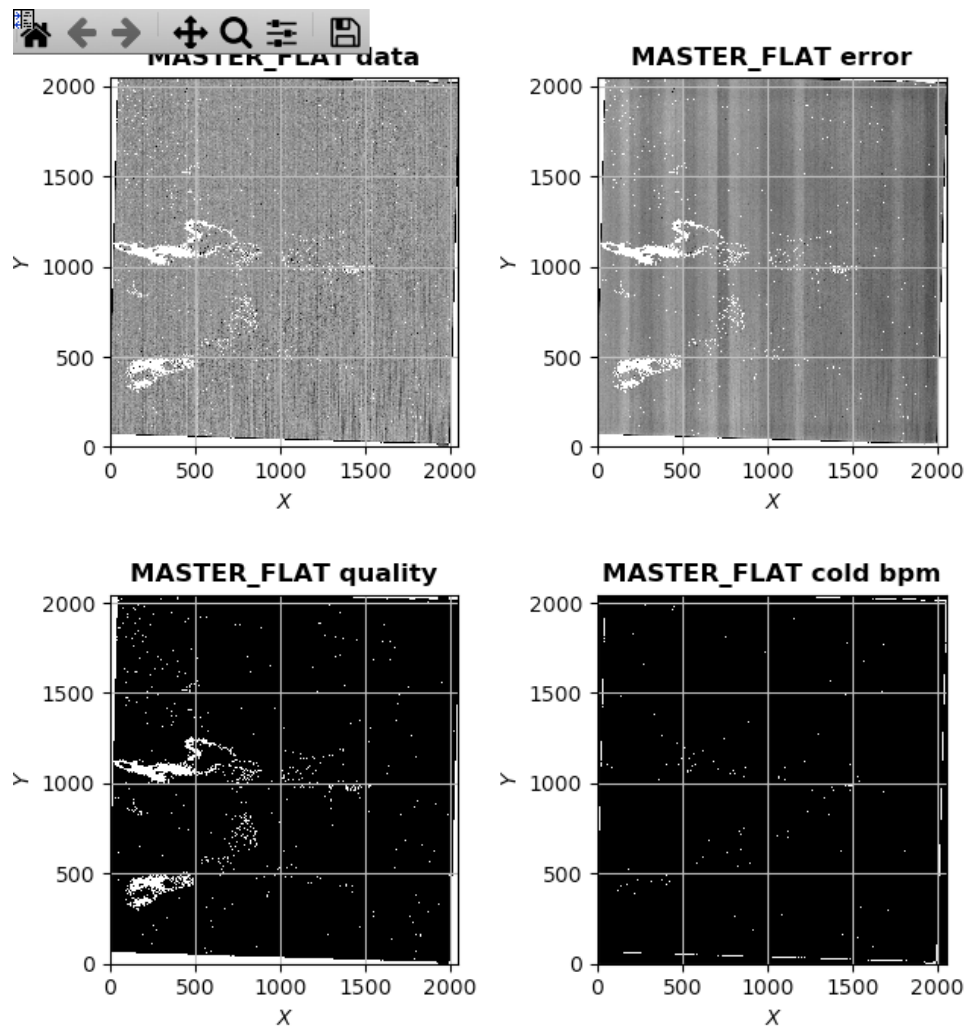 MASTER_FLAT data
MASTER_FLAT error
2000
1500
1000
500
0
Y
0 500 1000 1500 2000
X
2000
1500
1000
500
0
Y
0 500 1000 1500 2000
X
MASTER_FLAT quality
MASTER_FLAT cold bpm
2000
1500
1000
500
0
Y
0 500 1000 1500 2000
X
2000
1500
1000
500
0
Y
0 500 1000 1500 2000
X